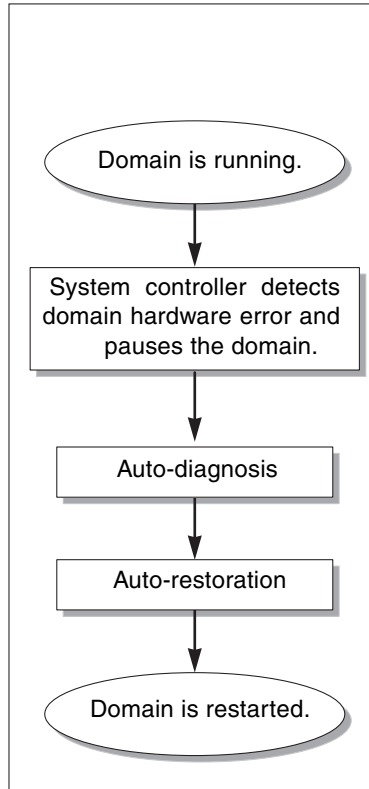 Domain is running.
System controller detects
domain hardware error and
pauses the domain.
Auto-diagnosis
Auto-restoration
Domain is restarted.